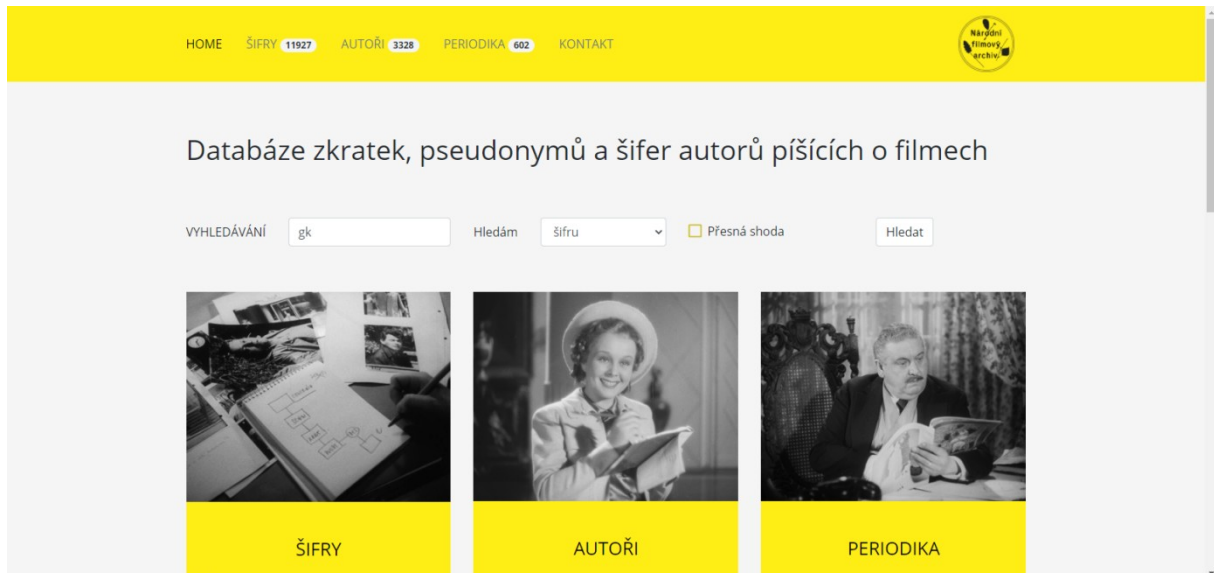 HOME ŠIFRY 11927 AUTOŘI 3328 PERIODIKA 602 KONTAKT
Národní
filmový
archiv
Databáze zkratek, pseudonymů a šifer autorů píšících o filmech
VYHLEDÁVÁNÍ gk Hledám šifru Přesná shoda Hledat
ŠIFRY AUTOŘI PERIODIKA